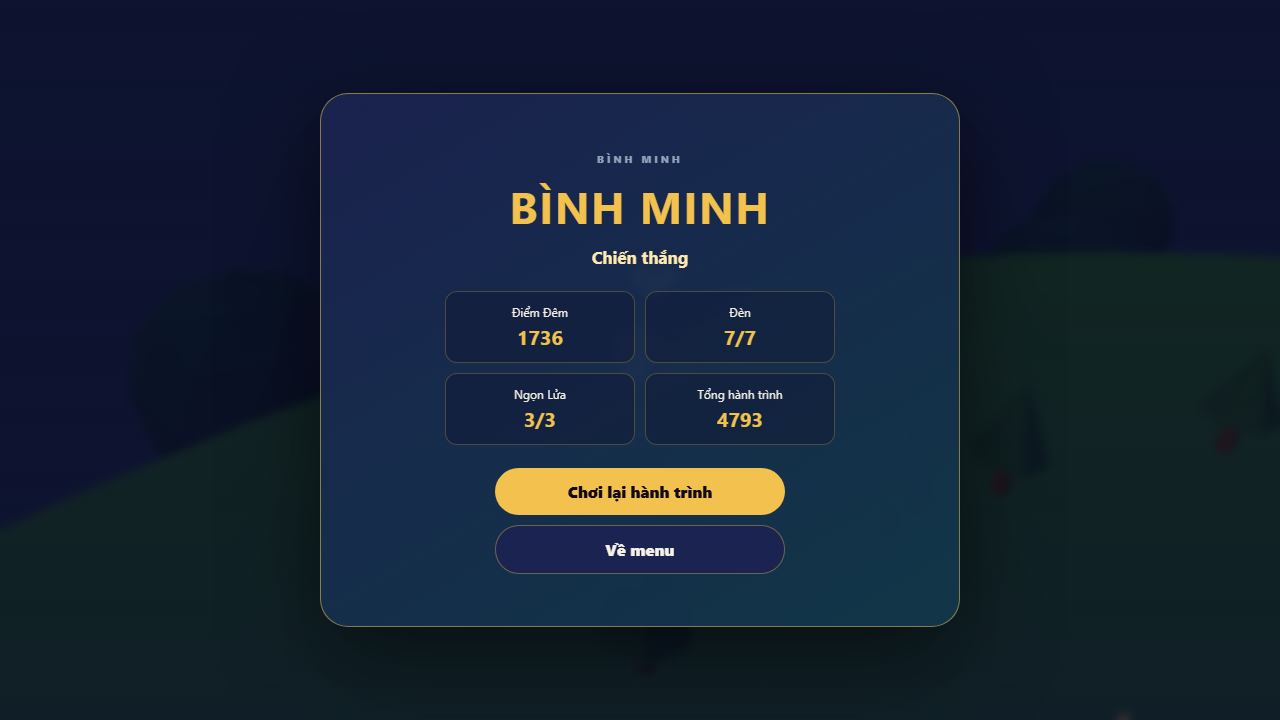 BÌNH MINH
BÌNH MINH
Chiến thắng
Điểm Đêm
1736
Đèn
7/7
Ngọn Lửa
3/3
Tổng hành trình
4793
Chơi lại hành trình
Về menu